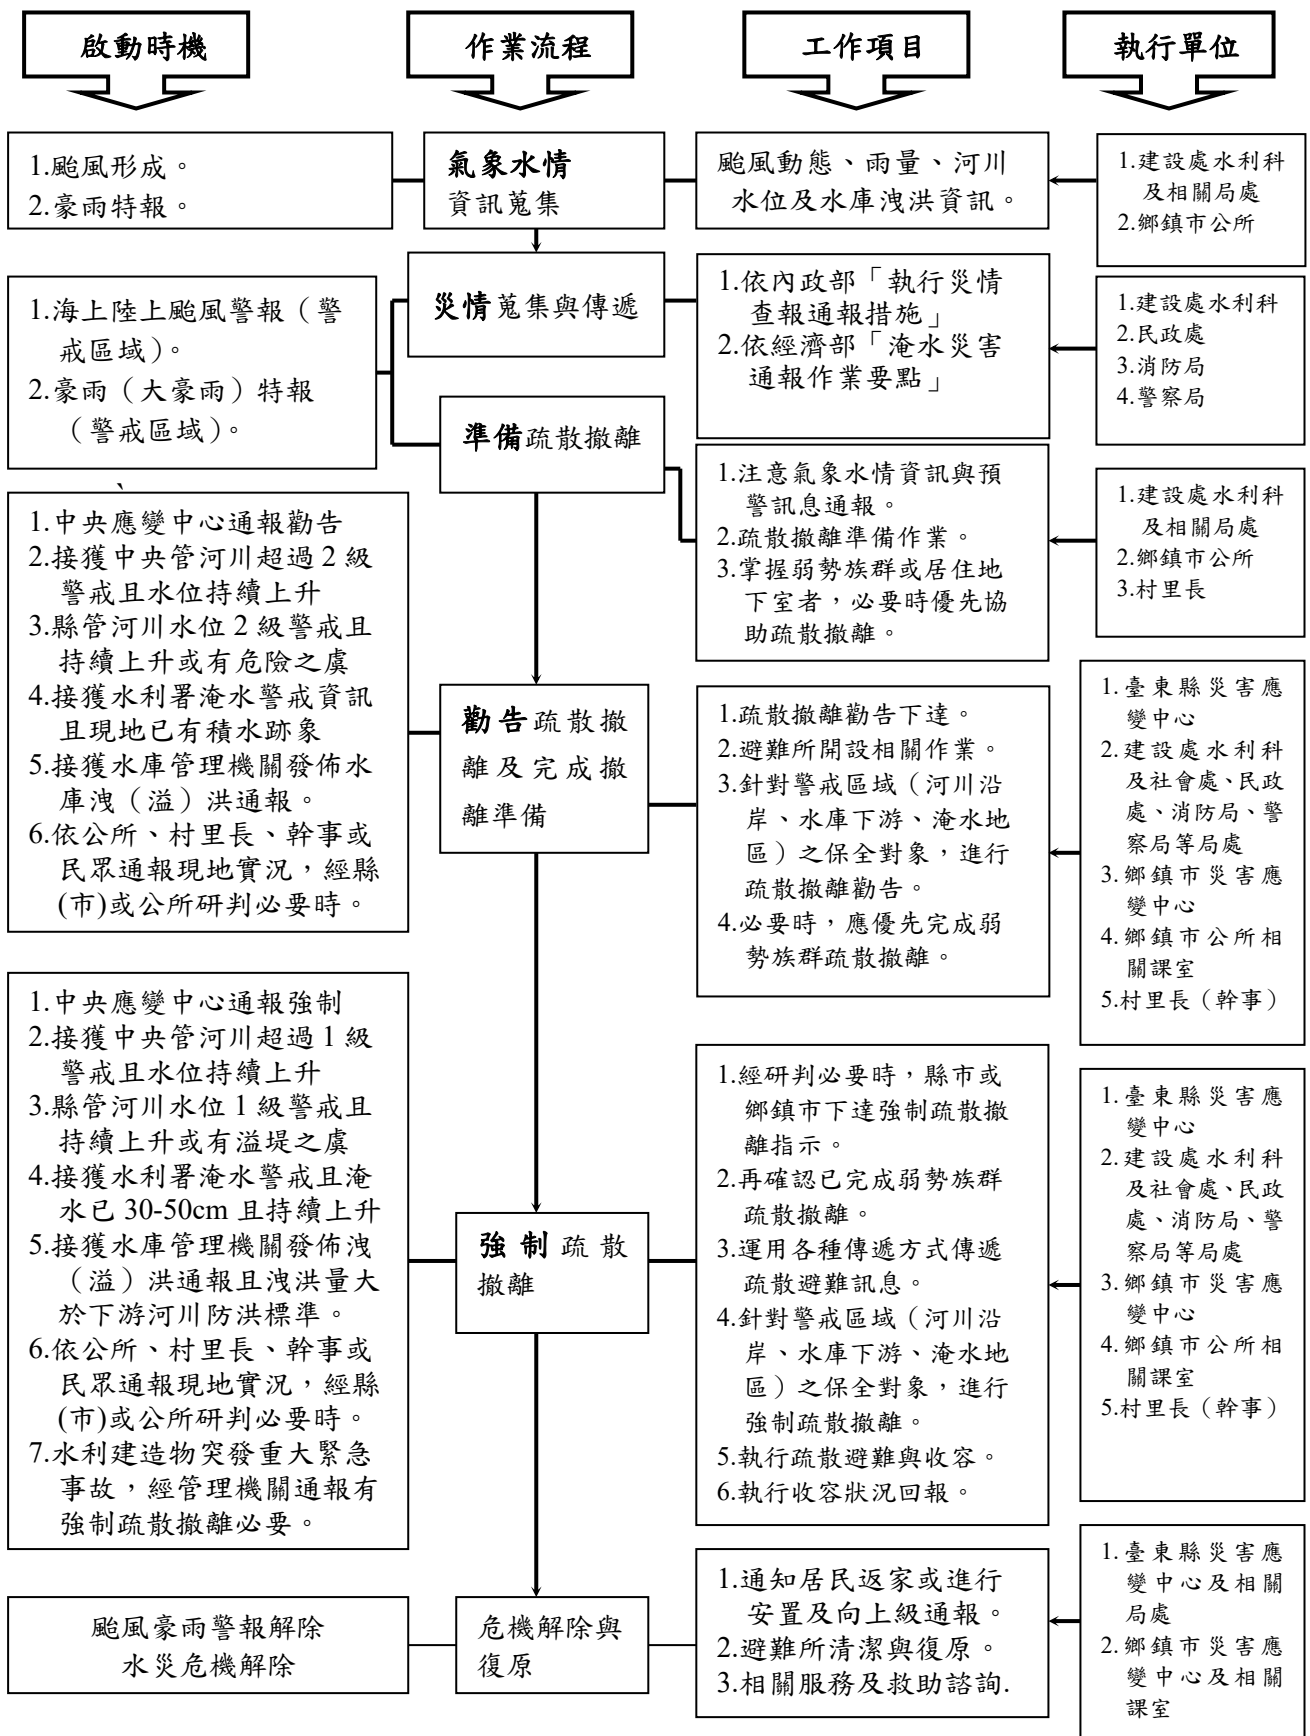 啟動時機
作業流程
工作項目
執行單位
1.颱風形成。
2.豪雨特報。
氣象水情
資訊蒐集
颱風動態、雨量、河川
水位及水庫洩洪資訊。
1.建設處水利科
及相關局處
2.鄉鎮市公所
1.海上陸上颱風警報（警
戒區域）。
2.豪雨（大豪雨）特報
（警戒區域）。
災情蒐集與傳遞
1.依內政部「執行災情
查報通報措施」
2.依經濟部「淹水災害
通報作業要點」
1.建設處水利科
2.民政處
3.消防局
4.警察局
準備疏散撤離
1.注意氣象水情資訊與預
警訊息通報。
2.疏散撤離準備作業。
3.掌握弱勢族群或居住地
下室者，必要時優先協
助疏散撤離。
1.建設處水利科
及相關局處
2.鄉鎮市公所
3.村里長
、
1.中央應變中心通報勸告
2.接獲中央管河川超過 2 級
警戒且水位持續上升
3.縣管河川水位 2 級警戒且
持續上升或有危險之虞
4.接獲水利署淹水警戒資訊
且現地已有積水跡象
5.接獲水庫管理機關發佈水
庫洩（溢）洪通報。
6.依公所、村里長、幹事或
民眾通報現地實況，經縣
(市)或公所研判必要時。
勸告疏散撤
離及完成撤
離準備
1.疏散撤離勸告下達。
2.避難所開設相關作業。
3.針對警戒區域（河川沿
岸、水庫下游、淹水地
區）之保全對象，進行
疏散撤離勸告。
4.必要時，應優先完成弱
勢族群疏散撤離。
1.臺東縣災害應
變中心
2.建設處水利科
及社會處、民政
處、消防局、警
察局等局處
3.鄉鎮市災害應
變中心
4.鄉鎮市公所相
關課室
5.村里長（幹事）
1.中央應變中心通報強制
2.接獲中央管河川超過 1 級
警戒且水位持續上升
3.縣管河川水位 1 級警戒且
持續上升或有溢堤之虞
4.接獲水利署淹水警戒且淹
水已 30-50cm 且持續上升
5.接獲水庫管理機關發佈洩
（溢）洪通報且洩洪量大
於下游河川防洪標準。
6.依公所、村里長、幹事或
民眾通報現地實況，經縣
(市)或公所研判必要時。
7.水利建造物突發重大緊急
事故，經管理機關通報有
強制疏散撤離必要。
強制疏散
撤離
1.經研判必要時，縣市或
鄉鎮市下達強制疏散撤
離指示。
2.再確認已完成弱勢族群
疏散撤離。
3.運用各種傳遞方式傳遞
疏散避難訊息。
4.針對警戒區域（河川沿
岸、水庫下游、淹水地
區）之保全對象，進行
強制疏散撤離。
5.執行疏散避難與收容。
6.執行收容狀況回報。
1.臺東縣災害應
變中心
2.建設處水利科
及社會處、民政
處、消防局、警
察局等局處
3.鄉鎮市災害應
變中心
4.鄉鎮市公所相
關課室
5.村里長（幹事）
颱風豪雨警報解除
水災危機解除
危機解除與
復原
1.通知居民返家或進行
安置及向上級通報。
2.避難所清潔與復原。
3.相關服務及救助諮詢.
1.臺東縣災害應
變中心及相關
局處
2.鄉鎮市災害應
變中心及相關
課室